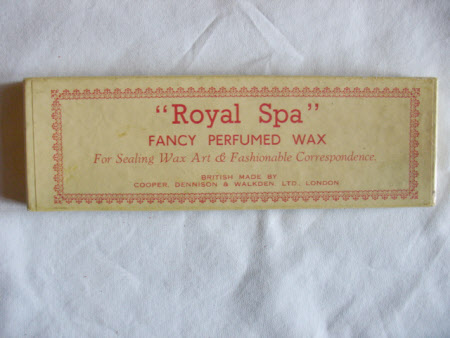 "Royal Spa"
FANCY PERFUMED WAX
For Sealing Wax Art & Fashionable Correspondence.
BRITISH MADE BY
COOPER, DENNISON & WALKDEN, LTD. LONDON